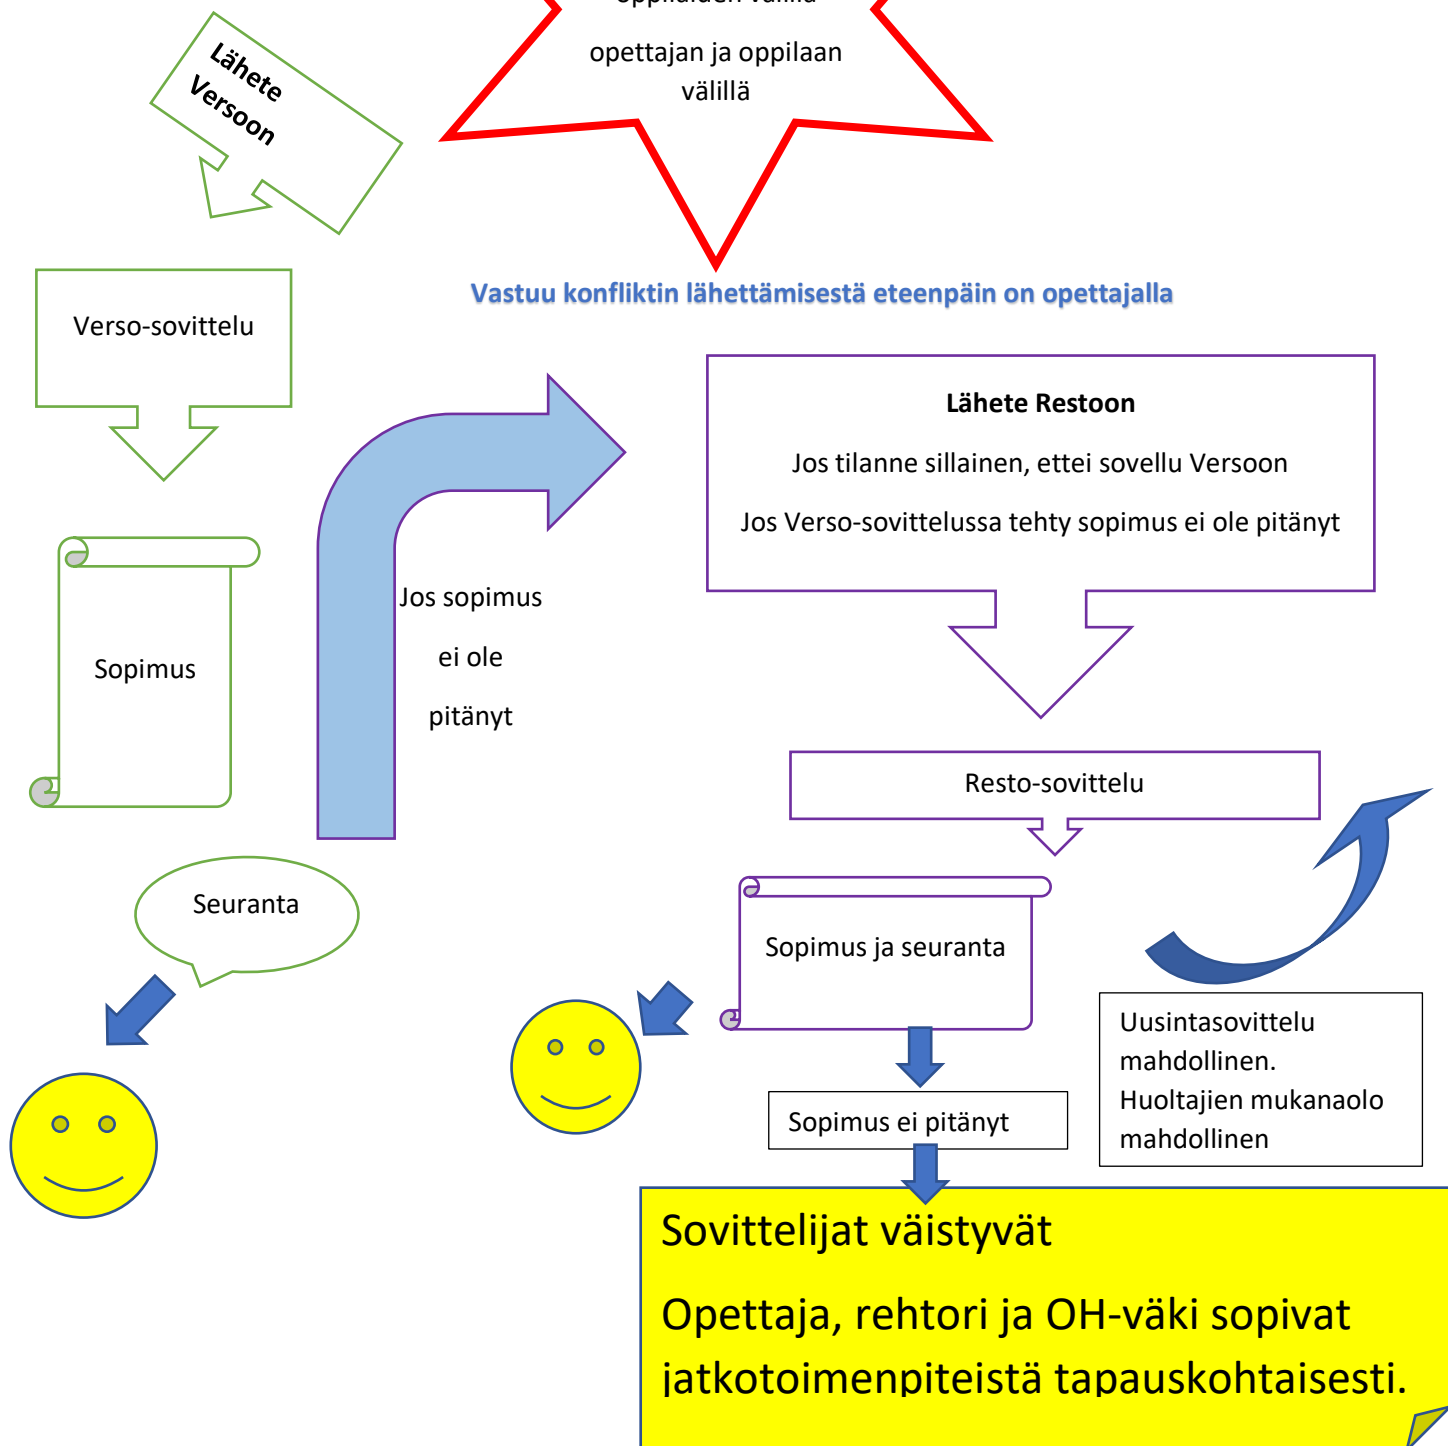 oppilaiden välillä
opettajan ja oppilaan
välillä
Lähete
Versoon
Vastuu konfliktin lähettämisestä eteenpäin on opettajalla
Verso-sovittelu
Lähete Restoon
Jos tilanne sillainen, ettei sovellu Versoon
Jos Verso-sovittelussa tehty sopimus ei ole pitänyt
Jos sopimus
ei ole
pitänyt
Sopimus
Resto-sovittelu
Seuranta
Sopimus ja seuranta
Uusintasovittelu
mahdollinen.
Huoltajien mukanaolo
mahdollinen
Sopimus ei pitänyt
Sovittelijat väistyvät
Opettaja, rehtori ja OH-väki sopivat
jatkotoimenpiteistä tapauskohtaisesti.